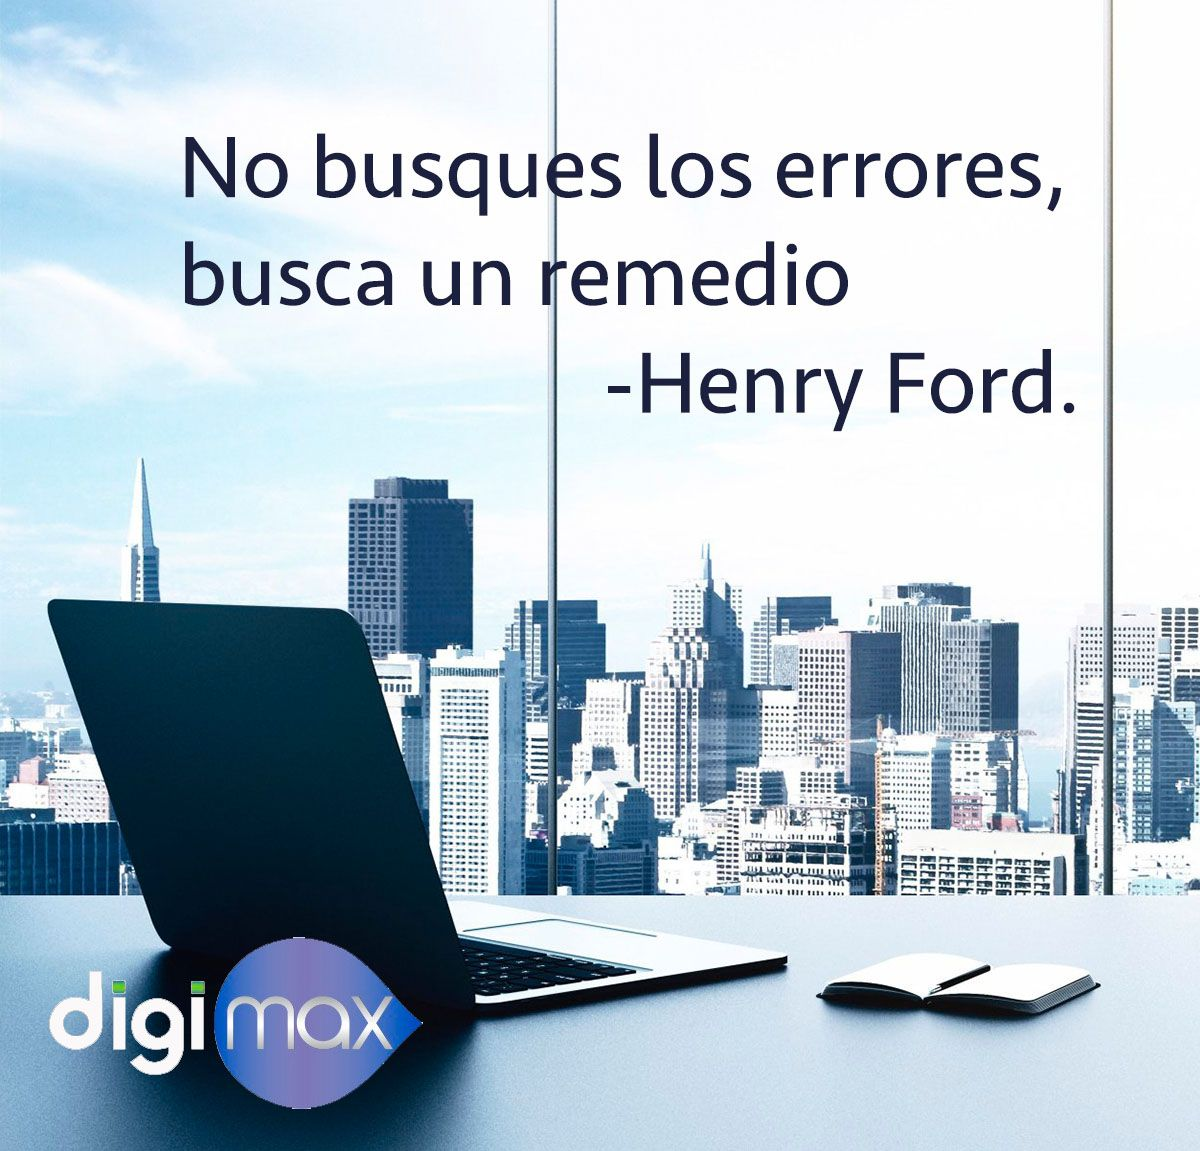 No busques los errores,
busca un remedio
-Henry Ford.
digimax